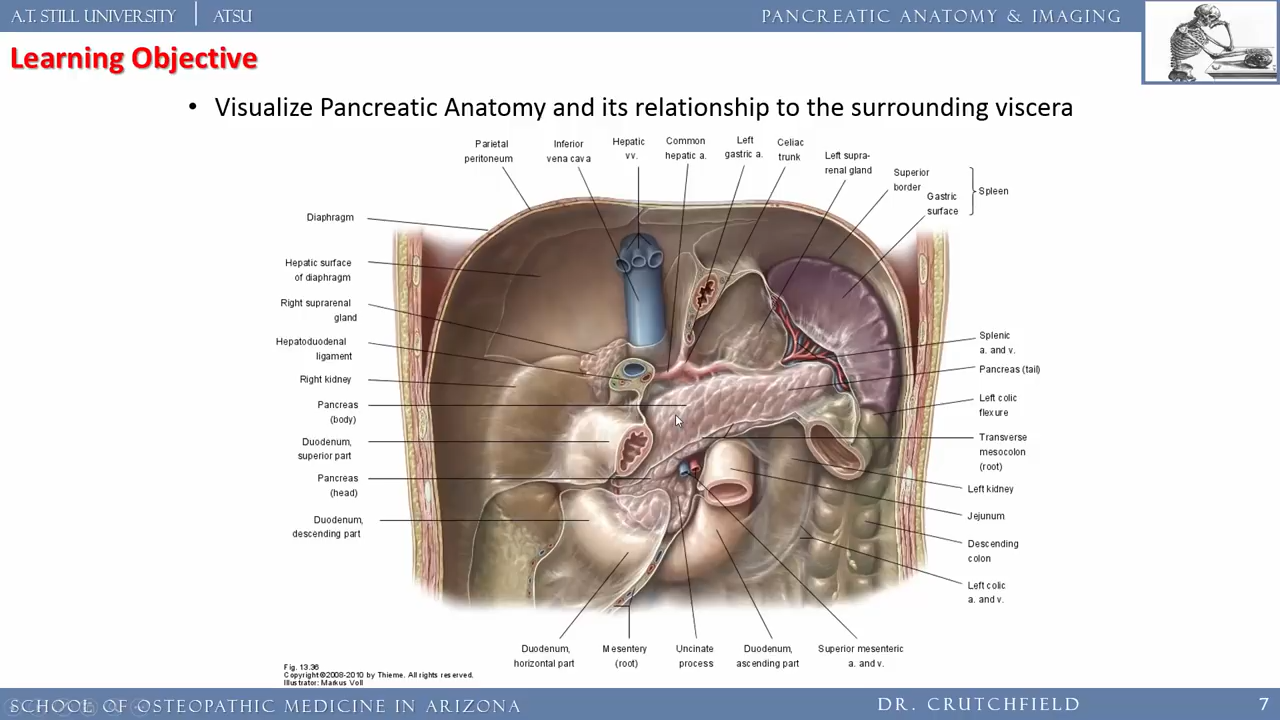 A.T. STILL UNIVERSITY
ATSU
PANCREATIC ANATOMY & IMAGING
Learning Objective
• Visualize Pancreatic Anatomy and its relationship to the surrounding viscera
Parietal
peritoneum
Inferior
vena cava
Hepatic
vv.
Common
hepatic a.
Left
gastric a.
Celiac
trunk
Left supra-
renal gland
Superior
border
Gastric
surface
Spleen
Diaphragm
Hepatic surface
of diaphragm
Right suprarenal
gland
Hepatoduodenal
ligament
Right kidney
Pancreas
(body)
Duodenum,
superior part
Pancreas
(head)
Duodenum,
descending part
Splenic
a. and v.
Pancreas (tail)
Left colic
flexure
Transverse
mesocolon
(root)
Left kidney
Jejunum
Descending
colon
Left colic
a. and v.
Duodenum,
horizontal part
Mesentery
(root)
Uncinate
process
Duodenum,
ascending part
Superior mesenteric
a. and v.
Fig. 13.36
Copyright©2008-2010 by Thieme. All rights reserved.
Illustrator: Markus Voll
SCHOOL OF OSTEOPATHIC MEDICINE IN ARIZONA
DR. CRUTCHFIELD
7